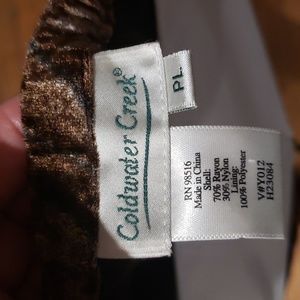 Coldwater Creek®
PL
RN 98516
Made in China
Shell:
70% Rayon
30% Nylon
Lining:
100% Polyester
V#Y012
H23084